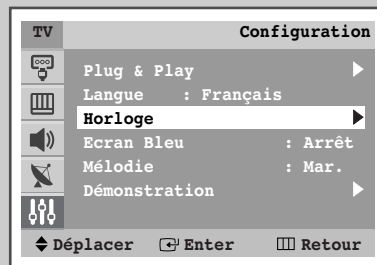 TV Configuration
Plug & Play
Langue : Français
Horloge
Ecran Bleu : Arrêt
Mélodie : Mar.
Démonstration
Déplacer Enter Retour